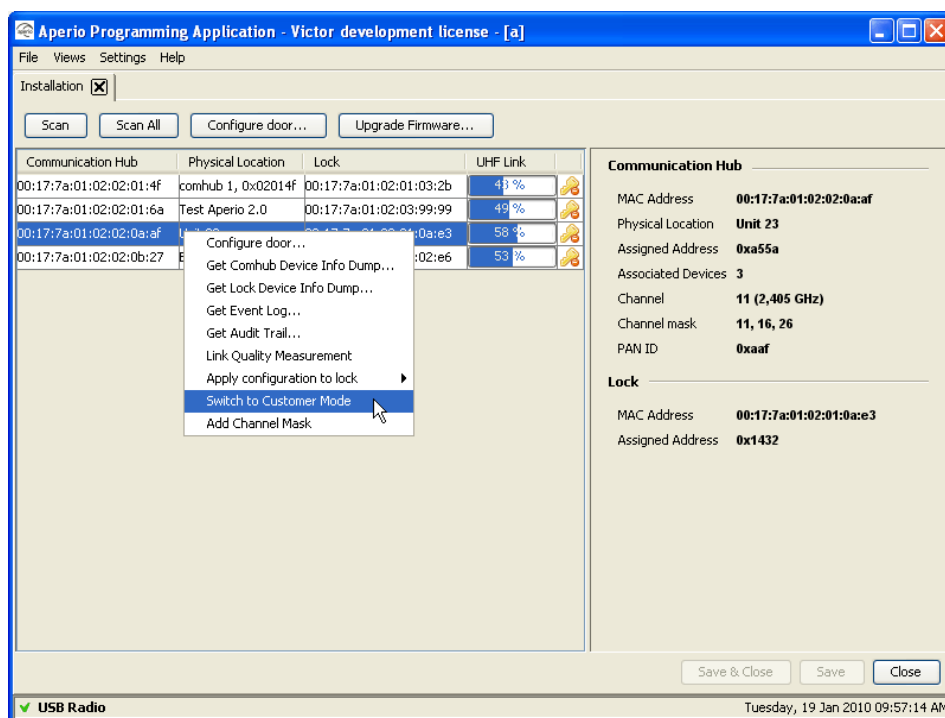 Aperio Programming Application - Victor development license - [a]
File Views Settings Help
Installation
Scan Scan All Configure door... Upgrade Firmware...
Communication Hub Physical Location Lock UHF Link
00:17:7a:01:02:02:01:4f comhub 1, 0x02014f 00:17:7a:01:02:01:03:2b 43 %
00:17:7a:01:02:02:01:6a Test Aperio 2.0 00:17:7a:01:02:03:99:99 49 %
00:17:7a:01:02:02:0a:af 58 %
00:17:7a:01:02:02:0b:27 :02:e6 53 %
Configure door...
Get Comhub Device Info Dump...
Get Lock Device Info Dump...
Get Event Log...
Get Audit Trail...
Link Quality Measurement
Apply configuration to lock
Switch to Customer Mode
Add Channel Mask
Communication Hub
MAC Address 00:17:7a:01:02:02:0a:af
Physical Location Unit 23
Assigned Address 0xa55a
Associated Devices 3
Channel 11 (2,405 GHz)
Channel mask 11, 16, 26
PAN ID 0xaaf
Lock
MAC Address 00:17:7a:01:02:01:0a:e3
Assigned Address 0x1432
Save & Close Save Close
USB Radio Tuesday, 19 Jan 2010 09:57:14 AM